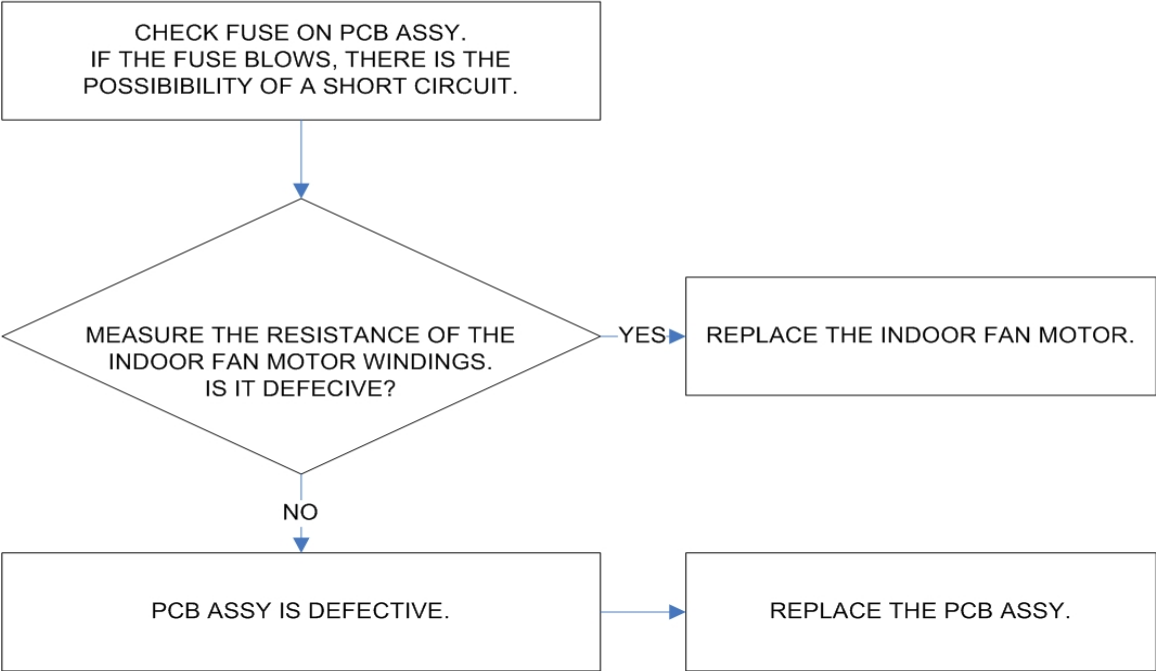 CHECK FUSE ON PCB ASSY.
IF THE FUSE BLOWS, THERE IS THE
POSSIBIBILITY OF A SHORT CIRCUIT.
MEASURE THE RESISTANCE OF THE
INDOOR FAN MOTOR WINDINGS.
IS IT DEFECIVE?
YES
REPLACE THE INDOOR FAN MOTOR.
NO
PCB ASSY IS DEFECTIVE.
REPLACE THE PCB ASSY.